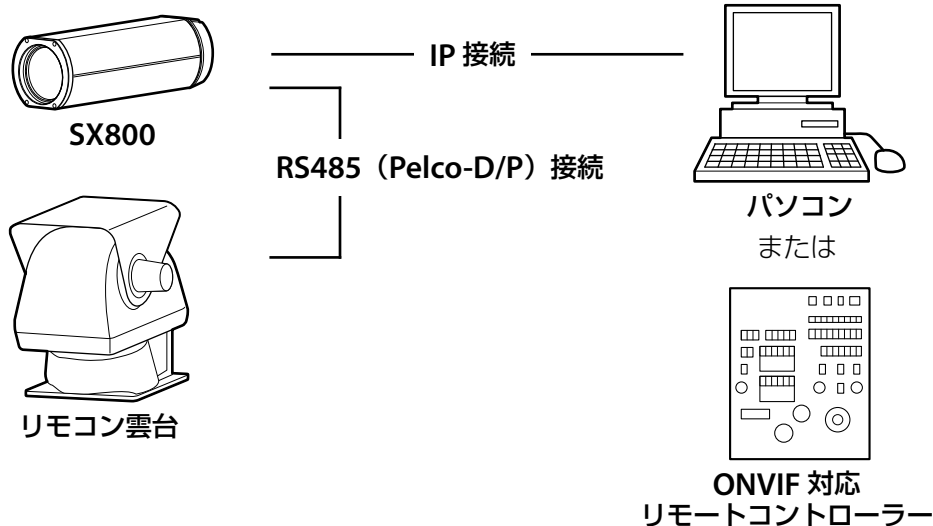 IP 接続
SX800
RS485（Pelco-D/P）接続
パソコン
または
リモコン雲台
ONVIF 対応
リモートコントローラー